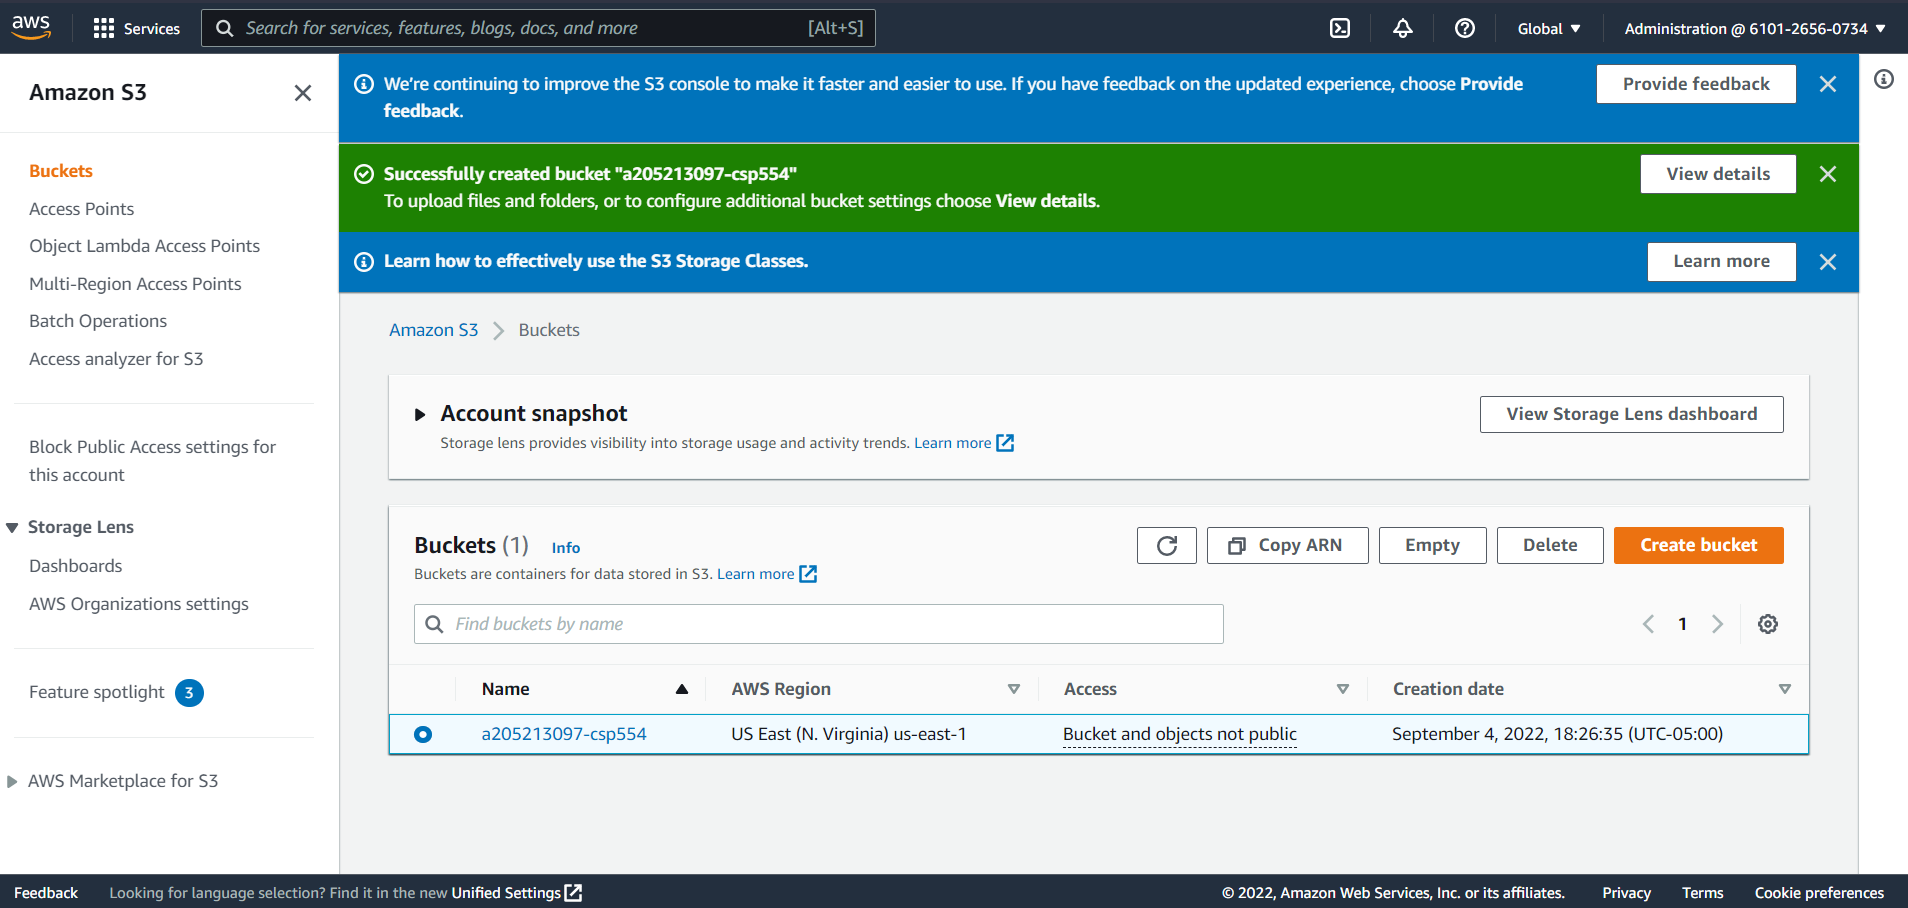 aws
Services
Search for services, features, blogs, docs, and more
[Alt+S]
Global
Administration @ 6101-2656-0734
Amazon S3
Buckets
Access Points
Object Lambda Access Points
Multi-Region Access Points
Batch Operations
Access analyzer for S3
Block Public Access settings for
this account
Storage Lens
Dashboards
AWS Organizations settings
Feature spotlight 3
AWS Marketplace for S3
We're continuing to improve the S3 console to make it faster and easier to use. If you have feedback on the updated experience, choose Provide
feedback.
Provide feedback
Successfully created bucket "a205213097-csp554"
To upload files and folders, or to configure additional bucket settings choose View details.
View details
Learn how to effectively use the S3 Storage Classes.
Learn more
Amazon S3 Buckets
Account snapshot
Storage lens provides visibility into storage usage and activity trends. Learn more
View Storage Lens dashboard
Buckets (1) Info
Buckets are containers for data stored in S3. Learn more
Copy ARN
Empty
Delete
Create bucket
Find buckets by name
1
Name AWS Region Access Creation date
a205213097-csp554 US East (N. Virginia) us-east-1 Bucket and objects not public September 4, 2022, 18:26:35 (UTC-05:00)
Feedback Looking for language selection? Find it in the new Unified Settings
© 2022, Amazon Web Services, Inc. or its affiliates. Privacy Terms Cookie preferences